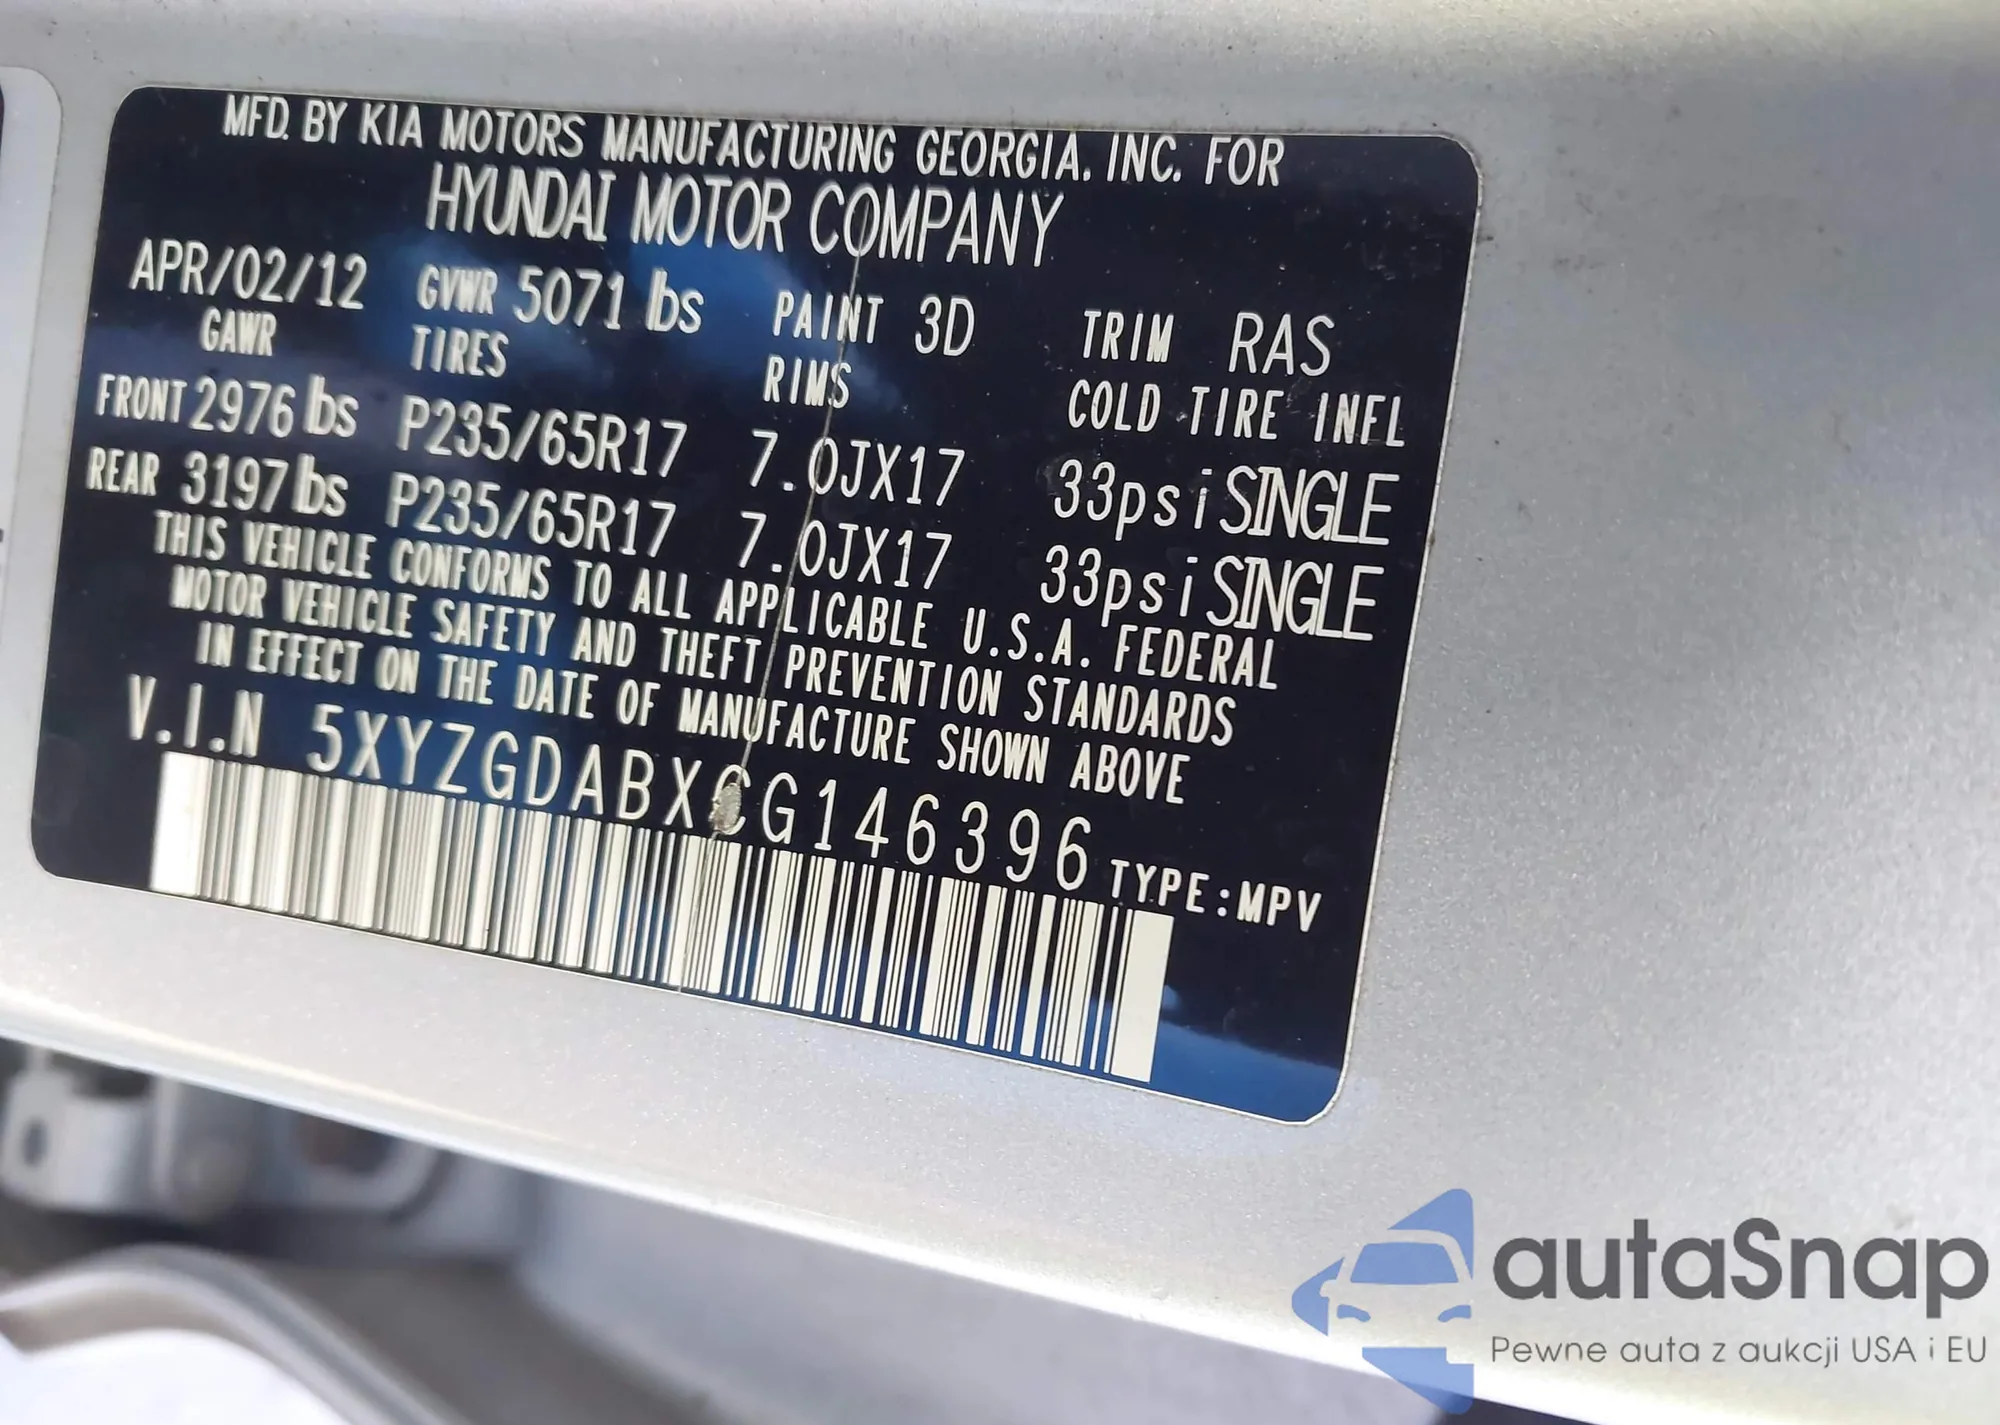 MFD. BY KIA MOTORS MANUFACTURING GEORGIA. INC. FOR
HYUNDAI MOTOR COMPANY
APR/02/12 GVWR 5071 lbs PAINT 3D TRIM RAS
GAWR TIRES RIMS COLD TIRE INFL
FRONT 2976 lbs P235/65R17 7.0JX17 33psi SINGLE
REAR 3197 lbs P235/65R17 7.0JX17 33psi SINGLE
THIS VEHICLE CONFORMS TO ALL APPLICABLE U.S.A. FEDERAL
MOTOR VEHICLE SAFETY AND THEFT PREVENTION STANDARDS
IN EFFECT ON THE DATE OF MANUFACTURE SHOWN ABOVE
V.I.N 5XYZGDABXCG146396 TYPE:MPV
autaSnap
Pewne auta z aukcji USA i EU